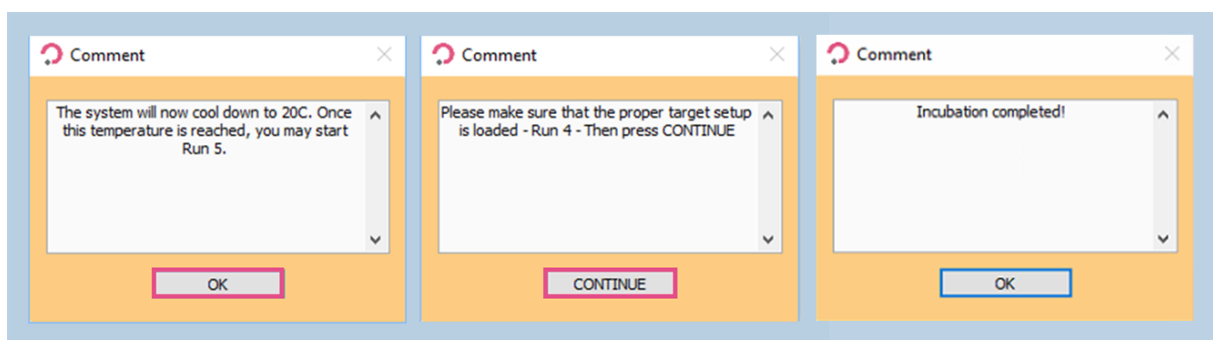 Comment
The system will now cool down to 20C. Once
this temperature is reached, you may start
Run 5.
OK
Comment
Please make sure that the proper target setup
is loaded - Run 4 - Then press CONTINUE
CONTINUE
Comment
Incubation completed!
OK